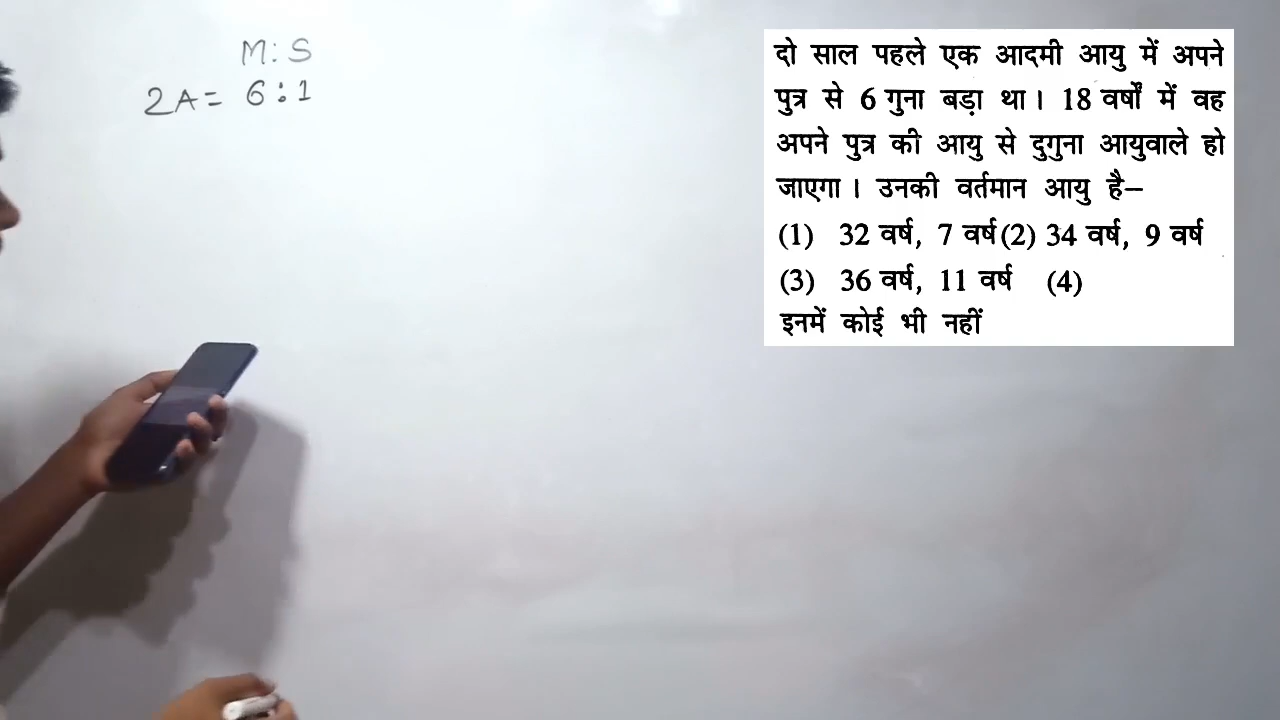 M:S
2A= 6:1
दो साल पहले एक आदमी आयु में अपने
पुत्र से 6 गुना बड़ा था। 18 वर्षों में वह
अपने पुत्र की आयु से दुगुना आयुवाले हो
जाएगा। उनकी वर्तमान आयु है–
(1) 32 वर्ष, 7 वर्ष (2) 34 वर्ष, 9 वर्ष
(3) 36 वर्ष, 11 वर्ष (4)
इनमें कोई भी नहीं